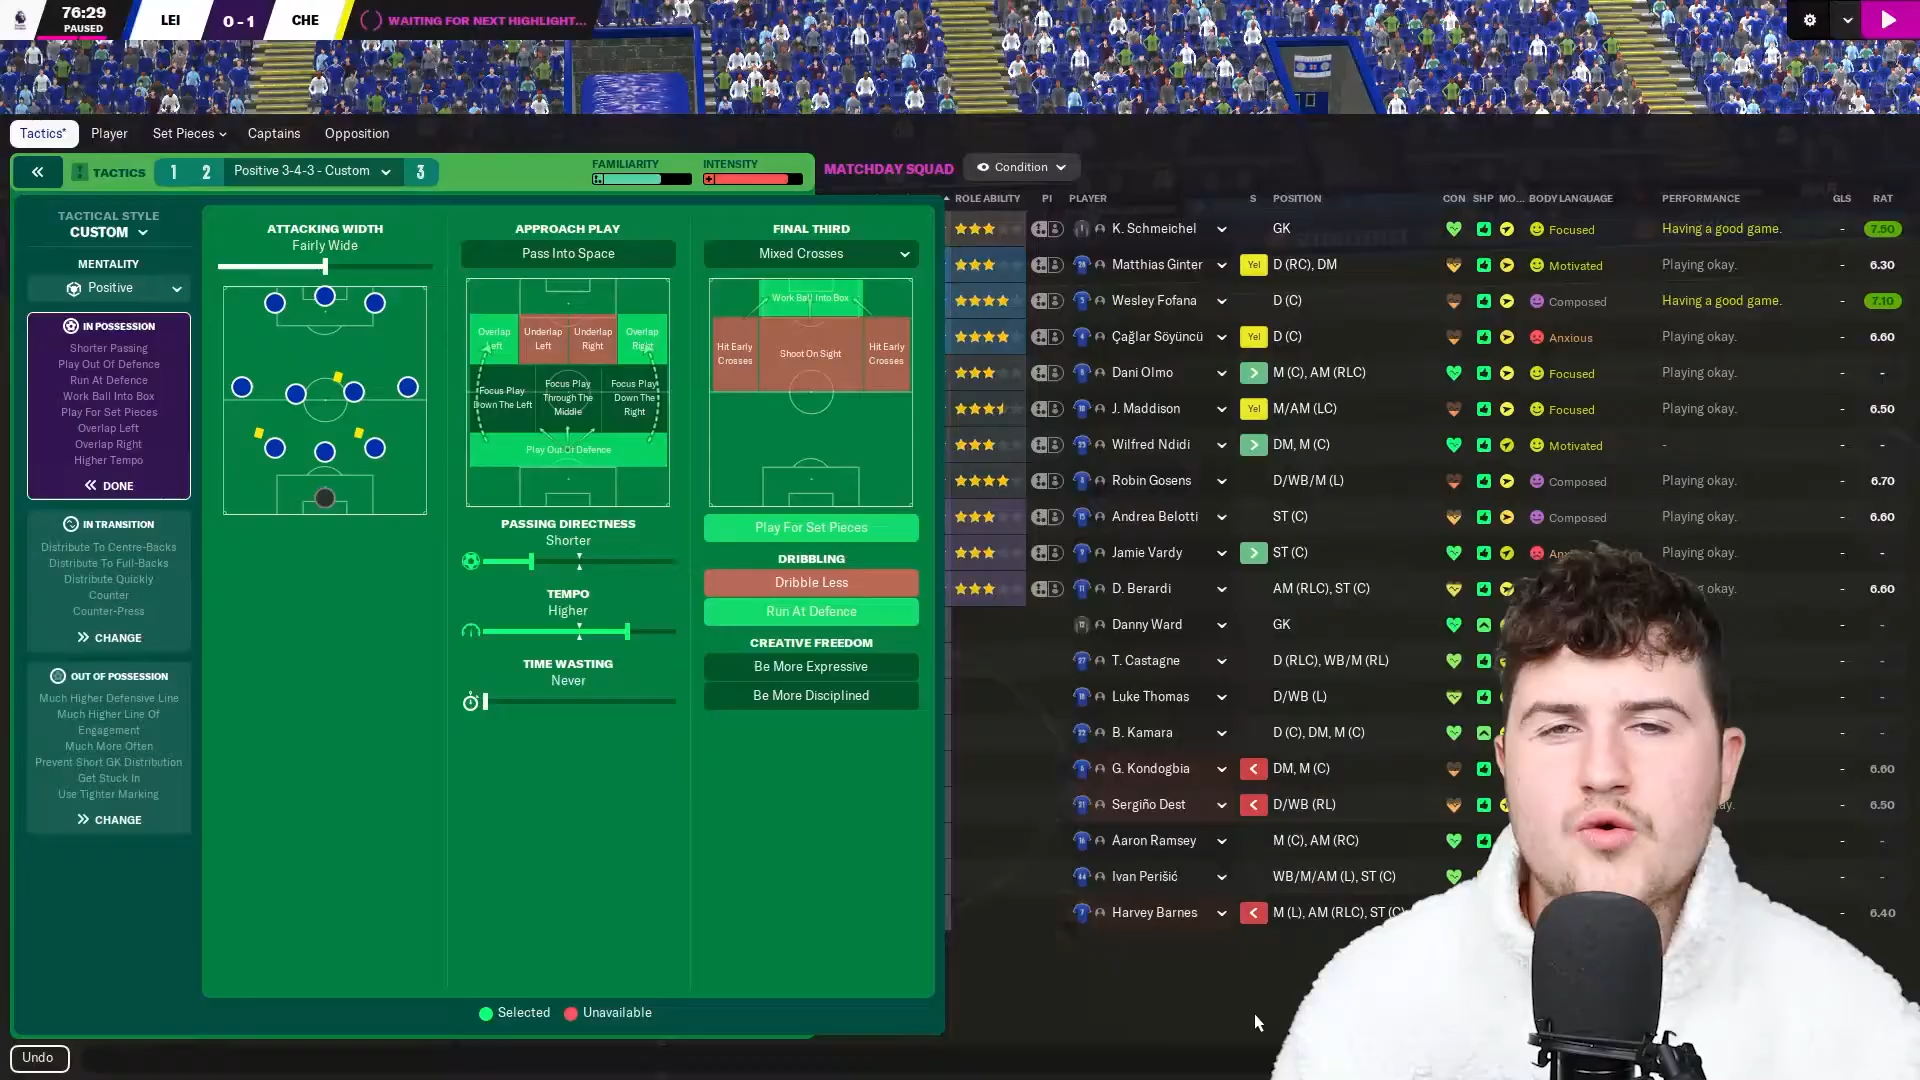 76:29
PAUSED
LEI
0 - 1
CHE
WAITING FOR NEXT HIGHLIGHT...
Tactics*
Player
Set Pieces
Captains
Opposition
TACTICS
1
2
Positive 3-4-3 - Custom
3
FAMILIARITY
INTENSITY
MATCHDAY SQUAD
Condition
TACTICAL STYLE
CUSTOM
MENTALITY
Positive
IN POSSESSION
Shorter Passing
Play Out Of Defence
Run At Defence
Work Ball Into Box
Play For Set Pieces
Overlap Left
Overlap Right
Higher Tempo
DONE
IN TRANSITION
Distribute To Centre-Backs
Distribute To Full-Backs
Distribute Quickly
Counter
Counter-Press
CHANGE
OUT OF POSSESSION
Much Higher Defensive Line
Much Higher Line Of
Engagement
Much More Often
Prevent Short GK Distribution
Get Stuck In
Use Tighter Marking
CHANGE
ATTACKING WIDTH
Fairly Wide
APPROACH PLAY
Pass Into Space
Overlap Left
Underlap Left
Underlap Right
Overlap Right
Focus Play Down The Left
Focus Play Through The Middle
Focus Play Down The Right
Play Out Of Defence
PASSING DIRECTNESS
Shorter
TEMPO
Higher
TIME WASTING
Never
FINAL THIRD
Mixed Crosses
Work Ball Into Box
Hit Early Crosses
Shoot On Sight
Hit Early Crosses
Play For Set Pieces
DRIBBLING
Dribble Less
Run At Defence
CREATIVE FREEDOM
Be More Expressive
Be More Disciplined
Selected
Unavailable
Undo
ROLE ABILITY PI PLAYER S POSITION CON SHP MO... BODY LANGUAGE PERFORMANCE GLS RAT
K. Schmeichel GK Focused Having a good game. - 7.50
Matthias Ginter Yel D (RC), DM Motivated Playing okay. - 6.30
Wesley Fofana D (C) Composed Having a good game. - 7.10
Çağlar Söyüncü Yel D (C) Anxious Playing okay. - 6.60
Dani Olmo M (C), AM (RLC) Focused Playing okay. - -
J. Maddison Yel M/AM (LC) Focused Playing okay. - 6.50
Wilfred Ndidi DM, M (C) Motivated - - -
Robin Gosens D/WB/M (L) Composed Playing okay. - 6.70
Andrea Belotti ST (C) Composed Playing okay. - 6.60
Jamie Vardy ST (C) Playing okay. - -
D. Berardi AM (RLC), ST (C) okay. - 6.60
Danny Ward GK - -
T. Castagne D (RLC), WB/M (RL) - -
Luke Thomas D/WB (L) - -
B. Kamara D (C), DM, M (C) - -
G. Kondogbia DM, M (C) - 6.60
Sergiño Dest D/WB (RL) - 6.50
Aaron Ramsey M (C), AM (RC) - -
Ivan Perišić WB/M/AM (L), ST (C) - -
Harvey Barnes M (L), AM (RLC), ST (C) - 6.40